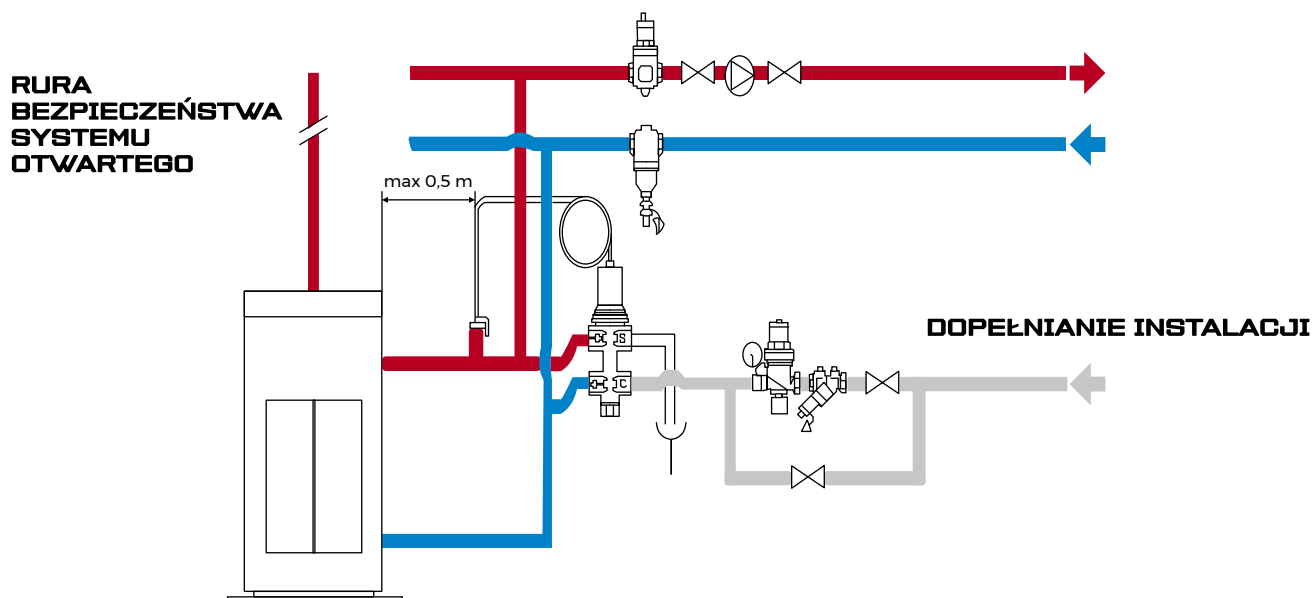 RURA
BEZPIECZEŃSTWA
SYSTEMU
OTWARTEGO
max 0,5 m
DOPEŁNIANIE INSTALACJI
S
C